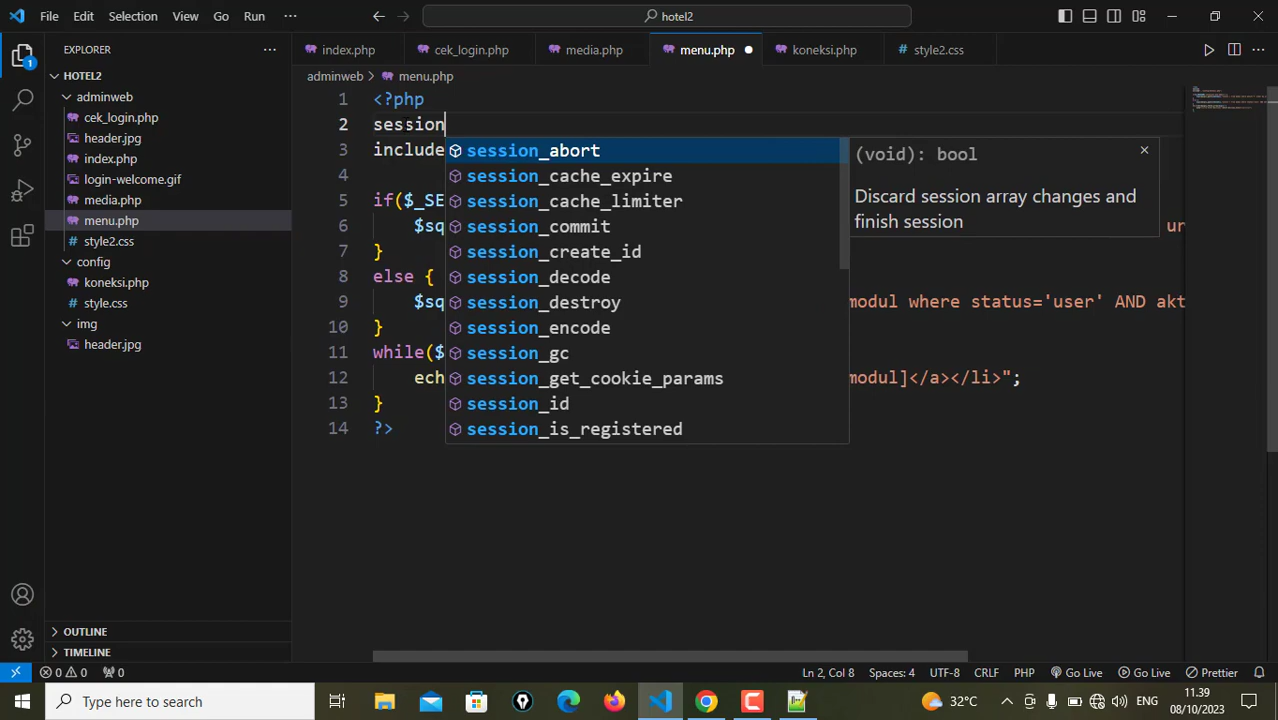 File Edit Selection View Go Run ··· hotel2
EXPLORER ··· index.php cek_login.php media.php menu.php koneksi.php style2.css ···
HOTEL2 adminweb > menu.php
adminweb
cek_login.php
header.jpg
index.php
login-welcome.gif
media.php
menu.php
style2.css
config
koneksi.php
style.css
img
header.jpg
OUTLINE
TIMELINE
1
1 <?php
2 session
3 include
4
5 if($_SE
6 $sq ur
7 }
8 else {
9 $sq modul where status='user' AND akt
10 }
11 while($
12 ech modul]</a></li>";
13 }
14 ?>
session_abort
session_cache_expire
session_cache_limiter
session_commit
session_create_id
session_decode
session_destroy
session_encode
session_gc
session_get_cookie_params
session_id
session_is_registered
(void): bool
Discard session array changes and
finish session
0 0 0 Ln 2, Col 8 Spaces: 4 UTF-8 CRLF PHP Go Live Go Live Prettier
Type here to search 32°C ENG 11.39
08/10/2023